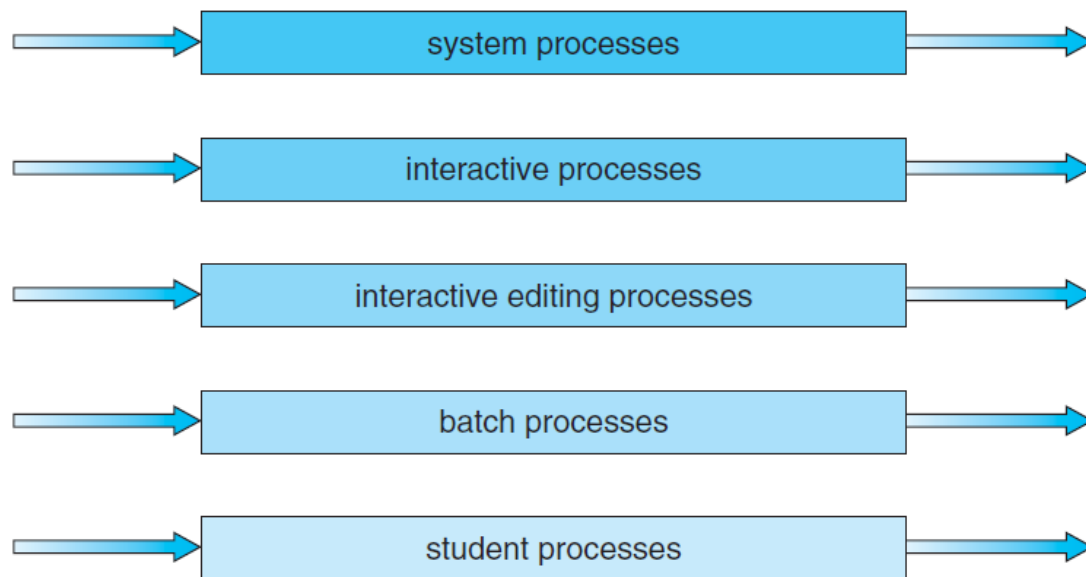 system processes
interactive processes
interactive editing processes
batch processes
student processes